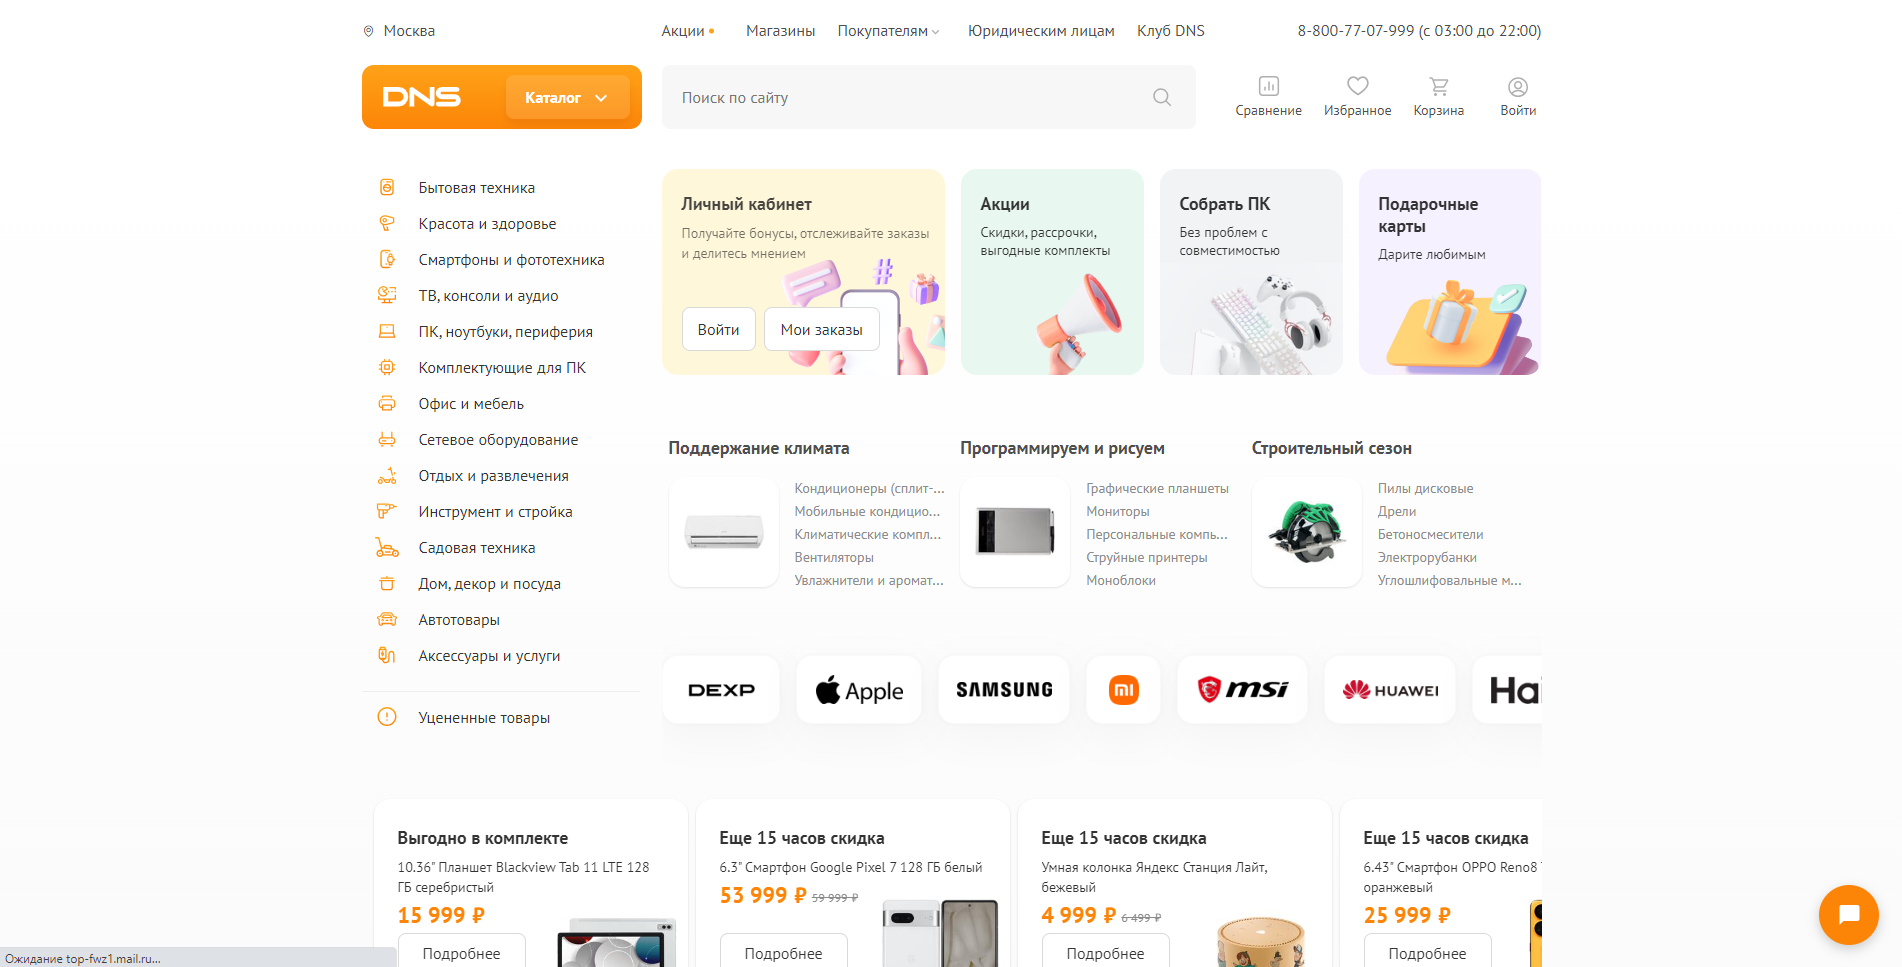 Москва
Акции
Магазины
Покупателям
Юридическим лицам
Клуб DNS
8-800-77-07-999 (с 03:00 до 22:00)
DNS
Каталог
Поиск по сайту
Сравнение
Избранное
Корзина
Войти
Бытовая техника
Красота и здоровье
Смартфоны и фототехника
ТВ, консоли и аудио
ПК, ноутбуки, периферия
Комплектующие для ПК
Офис и мебель
Сетевое оборудование
Отдых и развлечения
Инструмент и стройка
Садовая техника
Дом, декор и посуда
Автотовары
Аксессуары и услуги
Уцененные товары
Личный кабинет
Получайте бонусы, отслеживайте заказы
и делитесь мнением
Войти
Мои заказы
Акции
Скидки, рассрочки,
выгодные комплекты
Собрать ПК
Без проблем с
совместимостью
Подарочные
карты
Дарите любимым
Поддержание климата
Кондиционеры (сплит-...
Мобильные кондицио...
Климатические компл...
Вентиляторы
Увлажнители и аромат...
Программируем и рисуем
Графические планшеты
Мониторы
Персональные компь...
Струйные принтеры
Моноблоки
Строительный сезон
Пилы дисковые
Дрели
Бетоносмесители
Электрорубанки
Углошлифовальные м...
DEXP
Apple
SAMSUNG
mi
msi
HUAWEI
Hai
Выгодно в комплекте
10.36" Планшет Blackview Tab 11 LTE 128
ГБ серебристый
15 999 ₽
Подробнее
Еще 15 часов скидка
6.3" Смартфон Google Pixel 7 128 ГБ белый
53 999 ₽ 59 999 ₽
Подробнее
Еще 15 часов скидка
Умная колонка Яндекс Станция Лайт,
бежевый
4 999 ₽ 6 499 ₽
Подробнее
Еще 15 часов скидка
6.43" Смартфон OPPO Reno8
оранжевый
25 999 ₽
Подробнее
Ожидание top-fwz1.mail.ru...